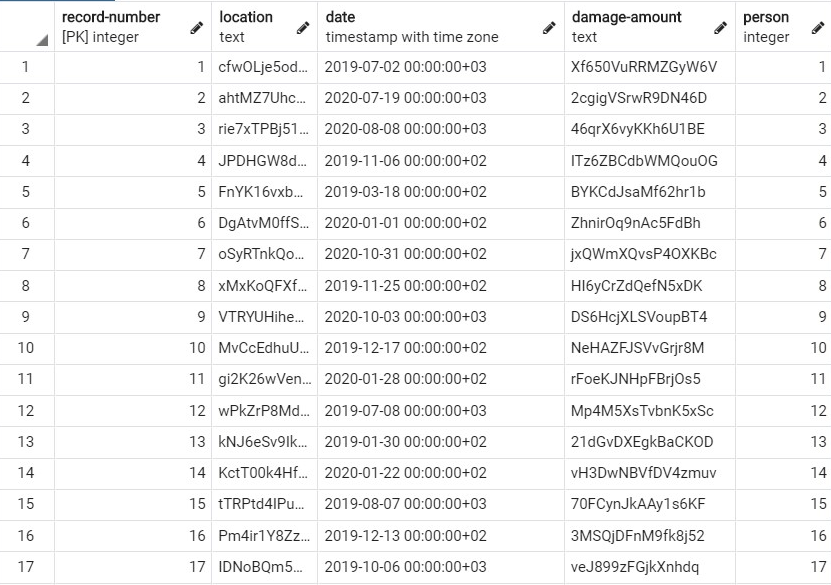 record-number location date damage-amount person
[PK] integer text timestamp with time zone text integer
1 1 cfwOLje5od... 2019-07-02 00:00:00+03 Xf650VuRRMZGyW6V 1
2 2 ahtMZ7Uhc... 2020-07-19 00:00:00+03 2cgigVSrwR9DN46D 2
3 3 rie7xTPBj51... 2020-08-08 00:00:00+03 46qrX6vyKKh6U1BE 3
4 4 JPDHGW8d... 2019-11-06 00:00:00+02 ITz6ZBCdbWMQouOG 4
5 5 FnYK16vxb... 2019-03-18 00:00:00+02 BYKCdJsaMf62hr1b 5
6 6 DgAtvM0ffS... 2020-01-01 00:00:00+02 ZhnirOq9nAc5FdBh 6
7 7 oSyRTnkQo... 2020-10-31 00:00:00+02 jxQWmXQvsP4OXKBc 7
8 8 xMxKoQFXf... 2019-11-25 00:00:00+02 HI6yCrZdQefN5xDK 8
9 9 VTRYUHihe... 2020-10-03 00:00:00+03 DS6HcjXLSVoupBT4 9
10 10 MvCcEdhuU... 2019-12-17 00:00:00+02 NeHAZFJSVvGrjr8M 10
11 11 gi2K26wVen... 2020-01-28 00:00:00+02 rFoeKJNHpFBrjOs5 11
12 12 wPkZrP8Md... 2019-07-08 00:00:00+03 Mp4M5XsTvbnK5xSc 12
13 13 kNJ6eSv9Ik... 2019-01-30 00:00:00+02 21dGvDXEgkBaCKOD 13
14 14 KctT00k4Hf... 2020-01-22 00:00:00+02 vH3DwNBVfDV4zmuv 14
15 15 tTRPtd4IPu... 2019-08-07 00:00:00+03 70FCynJkAAy1s6KF 15
16 16 Pm4ir1Y8Zz... 2019-12-13 00:00:00+02 3MSQjDFnM9fk8j52 16
17 17 IDNoBQm5... 2019-10-06 00:00:00+03 veJ899zFGjkXnhdq 17